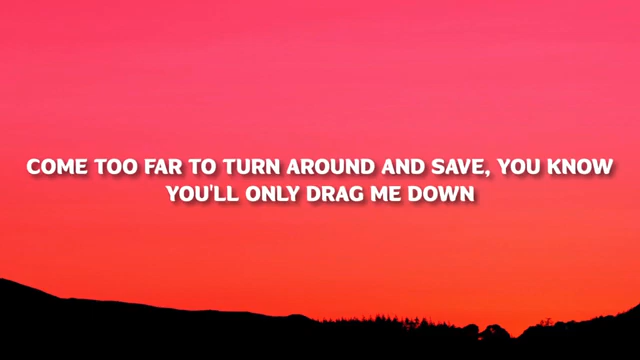 COME TOO FAR TO TURN AROUND AND SAVE, YOU KNOW
YOU'LL ONLY DRAG ME DOWN